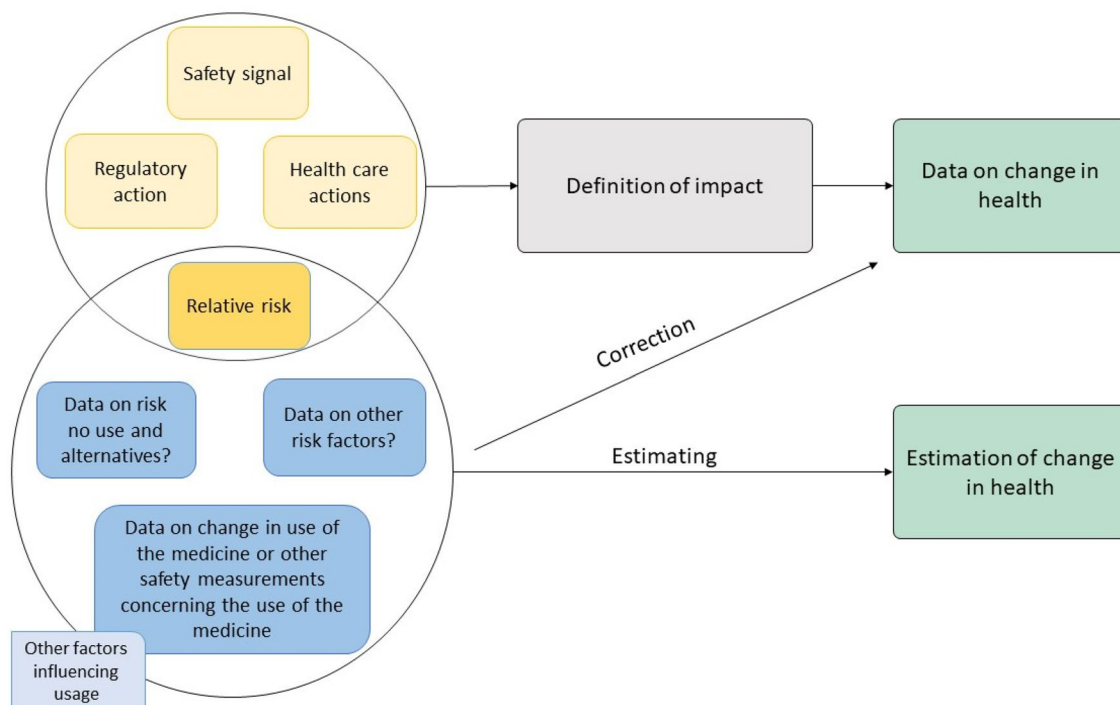 Safety signal
Regulatory
action
Health care
actions
Definition of impact
Data on change in
health
Relative risk
Correction
Data on risk
no use and
alternatives?
Data on other
risk factors?
Estimating
Estimation of change
in health
Data on change in use of
the medicine or other
safety measurements
concerning the use of the
medicine
Other factors
influencing
usage